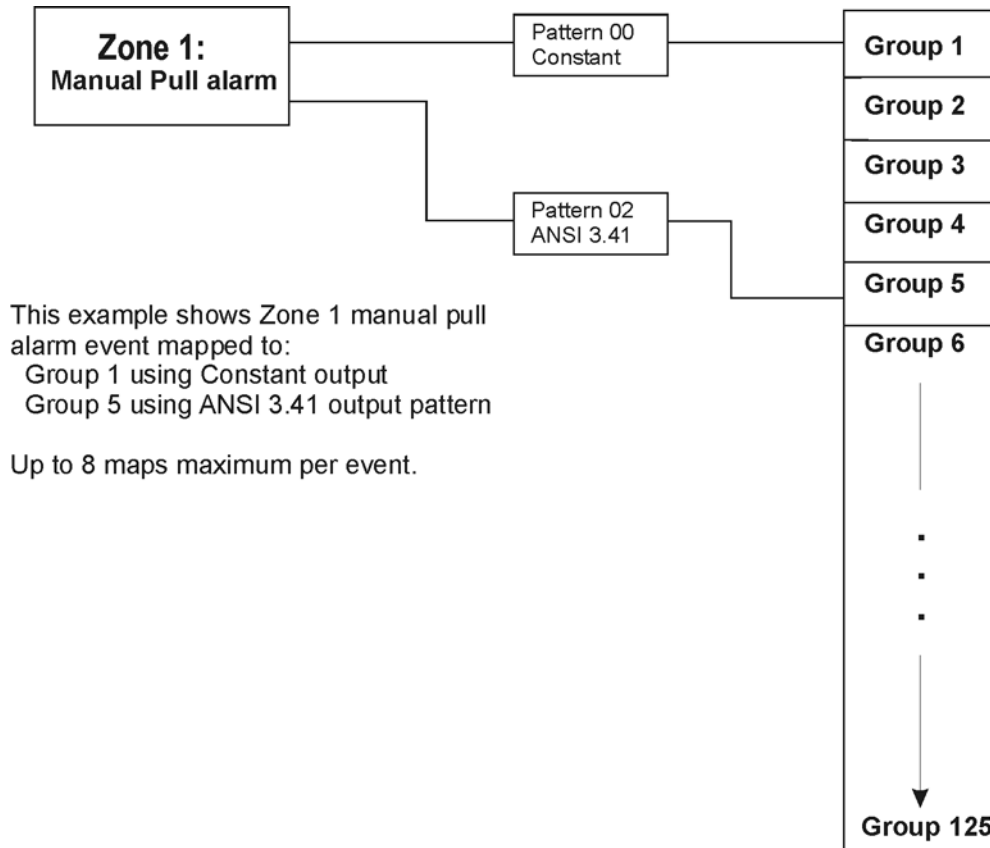 Zone 1:
Manual Pull alarm
Pattern 00
Constant
Pattern 02
ANSI 3.41
Group 1
Group 2
Group 3
Group 4
Group 5
Group 6
Group 125
This example shows Zone 1 manual pull
alarm event mapped to:
Group 1 using Constant output
Group 5 using ANSI 3.41 output pattern
Up to 8 maps maximum per event.